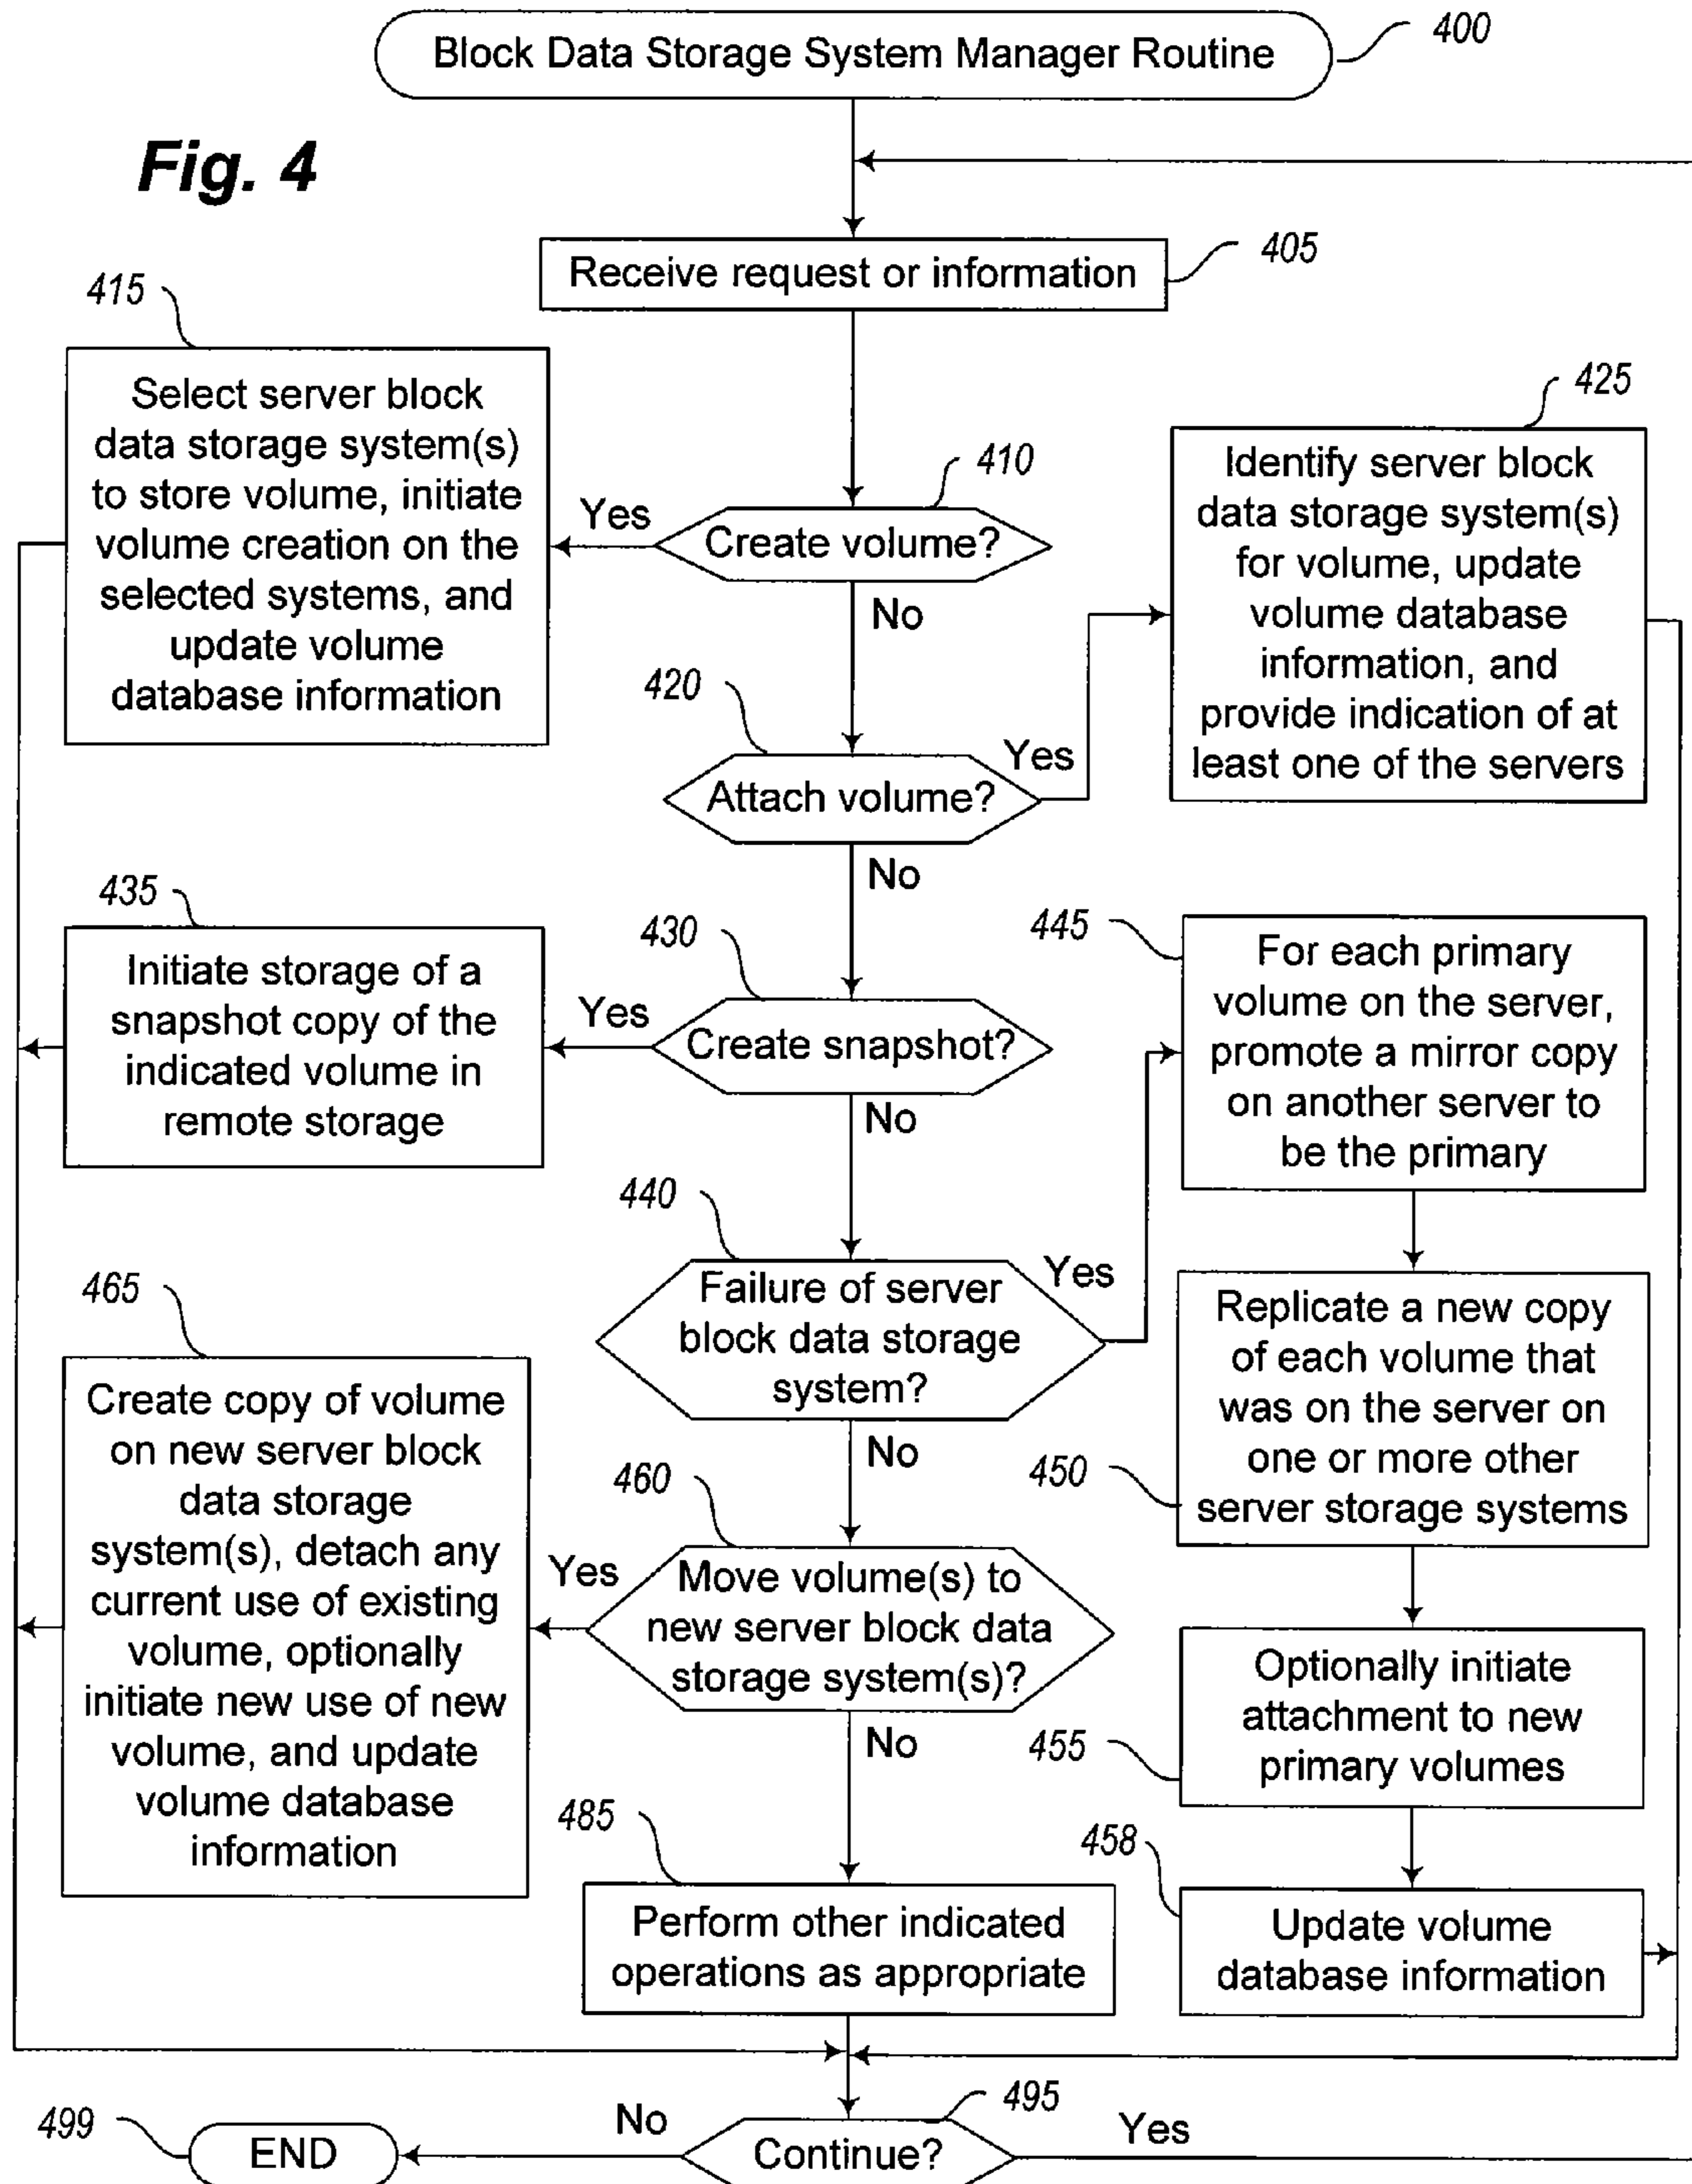 Block Data Storage System Manager Routine
400
Fig. 4
Receive request or information
405
415
Select server block
data storage system(s)
to store volume, initiate
volume creation on the
selected systems, and
update volume
database information
Yes
410
Create volume?
No
425
Identify server block
data storage system(s)
for volume, update
volume database
information, and
provide indication of at
least one of the servers
420
Yes
Attach volume?
No
435
Initiate storage of a
snapshot copy of the
indicated volume in
remote storage
430
Yes
Create snapshot?
No
445
For each primary
volume on the server,
promote a mirror copy
on another server to
be the primary
440
Failure of server
block data storage
system?
Yes
No
450
Replicate a new copy
of each volume that
was on the server on
one or more other
server storage systems
465
Create copy of volume
on new server block
data storage
system(s), detach any
current use of existing
volume, optionally
initiate new use of new
volume, and update
volume database
information
460
Yes
Move volume(s) to
new server block data
storage system(s)?
No
455
Optionally initiate
attachment to new
primary volumes
485
Perform other indicated
operations as appropriate
458
Update volume
database information
495
Continue?
No
Yes
499
END